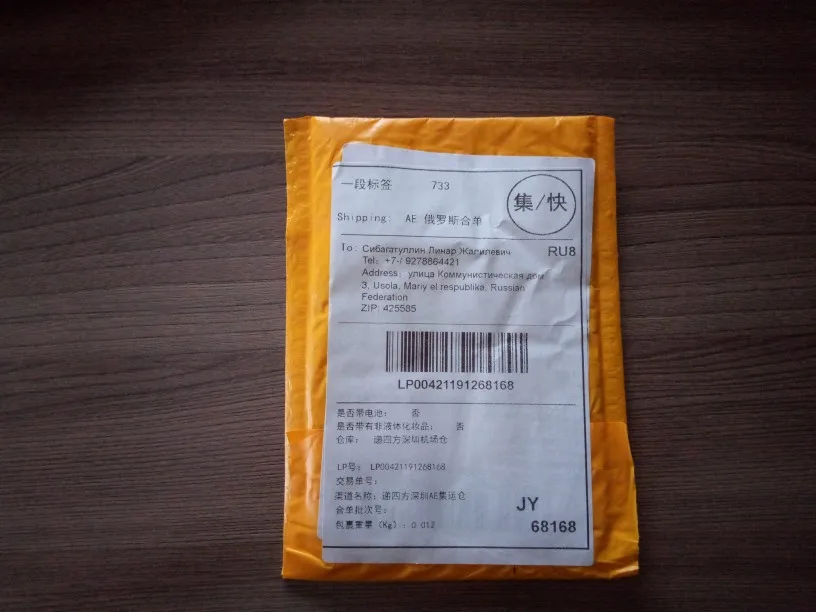 一段标签 733
集/快
Shipping: AE 俄罗斯合单
To: Сибагатуллин Линар Жалилевич RU8
Tel: +7-/ 9278864421
Address: улица Коммунистическая дом
3, Usola, Mariy el respublika, Russian
Federation
ZIP: 425585
LP00421191268168
是否带电池: 否
是否带有非液体化妆品: 否
仓库: 递四方深圳机场仓
LP号: LP00421191268168
交易单号:
渠道名称: 递四方深圳AE集运仓
合单批次号:
包裹重量 (Kg): 0.012
JY
68168